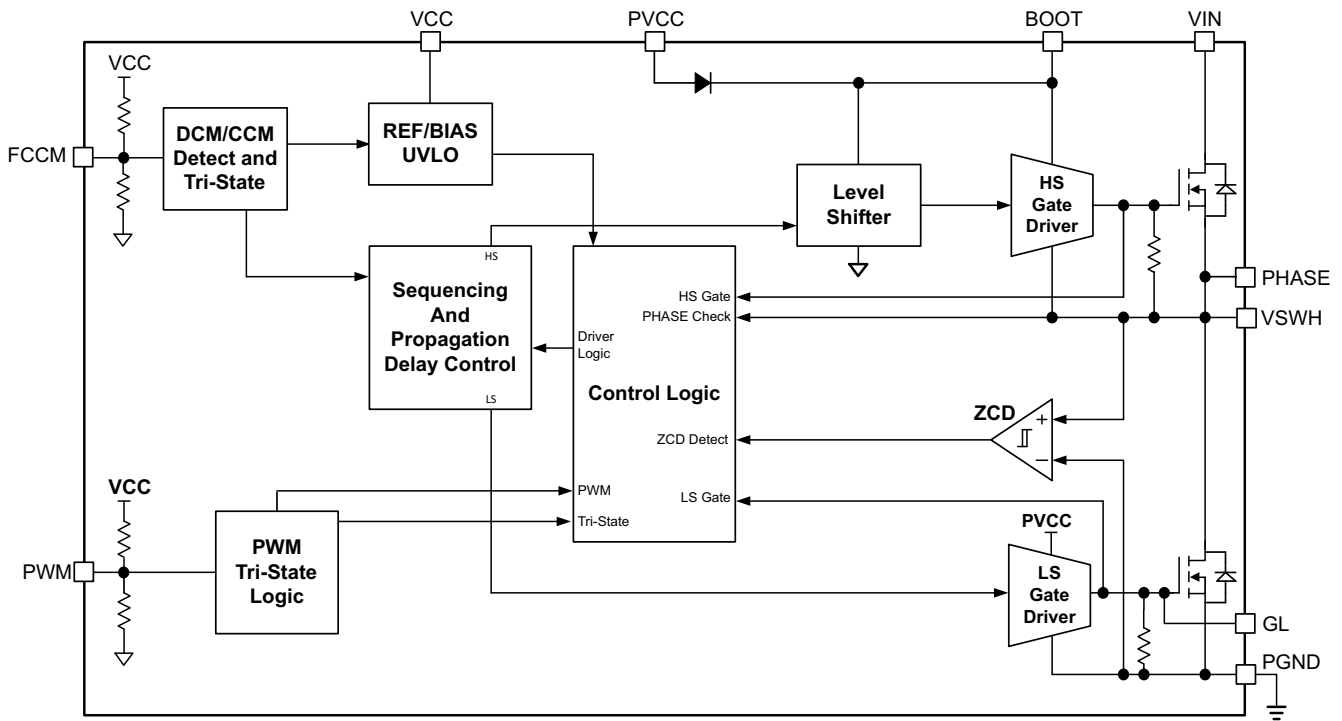 VCC
PVCC
BOOT
VIN
VCC
FCCM
DCM/CCM
Detect and
Tri-State
REF/BIAS
UVLO
Level
Shifter
HS
Gate
Driver
HS
Sequencing
And
Propagation
Delay Control
LS
HS Gate
PHASE Check
Driver
Logic
Control Logic
ZCD Detect
LS Gate
PWM
Tri-State
PHASE
VSWH
ZCD
+
−
VCC
PWM
PWM
Tri-State
Logic
PVCC
LS
Gate
Driver
GL
PGND